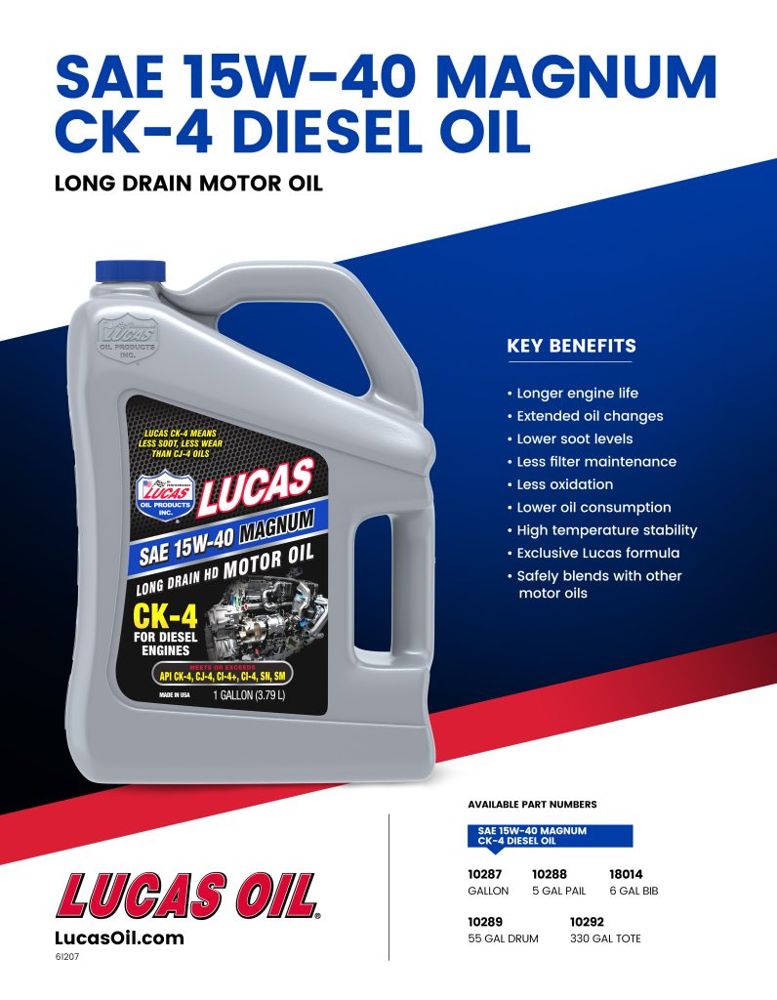 SAE 15W-40 MAGNUM
CK-4 DIESEL OIL
LONG DRAIN MOTOR OIL
LUCAS
OIL PRODUCTS
INC.
LUCAS CK-4 MEANS
LESS SOOT, LESS WEAR
THAN CJ-4 OILS
LUCAS
OIL PRODUCTS
INC.
LUCAS
SAE 15W-40 MAGNUM
LONG DRAIN HD MOTOR OIL
CK-4
FOR DIESEL
ENGINES
MEETS OR EXCEEDS
API CK-4, CJ-4, CI-4+, CI-4, SN, SM
MADE IN USA
1 GALLON (3.79 L)
KEY BENEFITS
• Longer engine life
• Extended oil changes
• Lower soot levels
• Less filter maintenance
• Less oxidation
• Lower oil consumption
• High temperature stability
• Exclusive Lucas formula
• Safely blends with other
motor oils
LUCAS OIL®
LucasOil.com
61207
AVAILABLE PART NUMBERS
SAE 15W-40 MAGNUM
CK-4 DIESEL OIL
10287 10288 18014
GALLON 5 GAL PAIL 6 GAL BIB
10289 10292
55 GAL DRUM 330 GAL TOTE